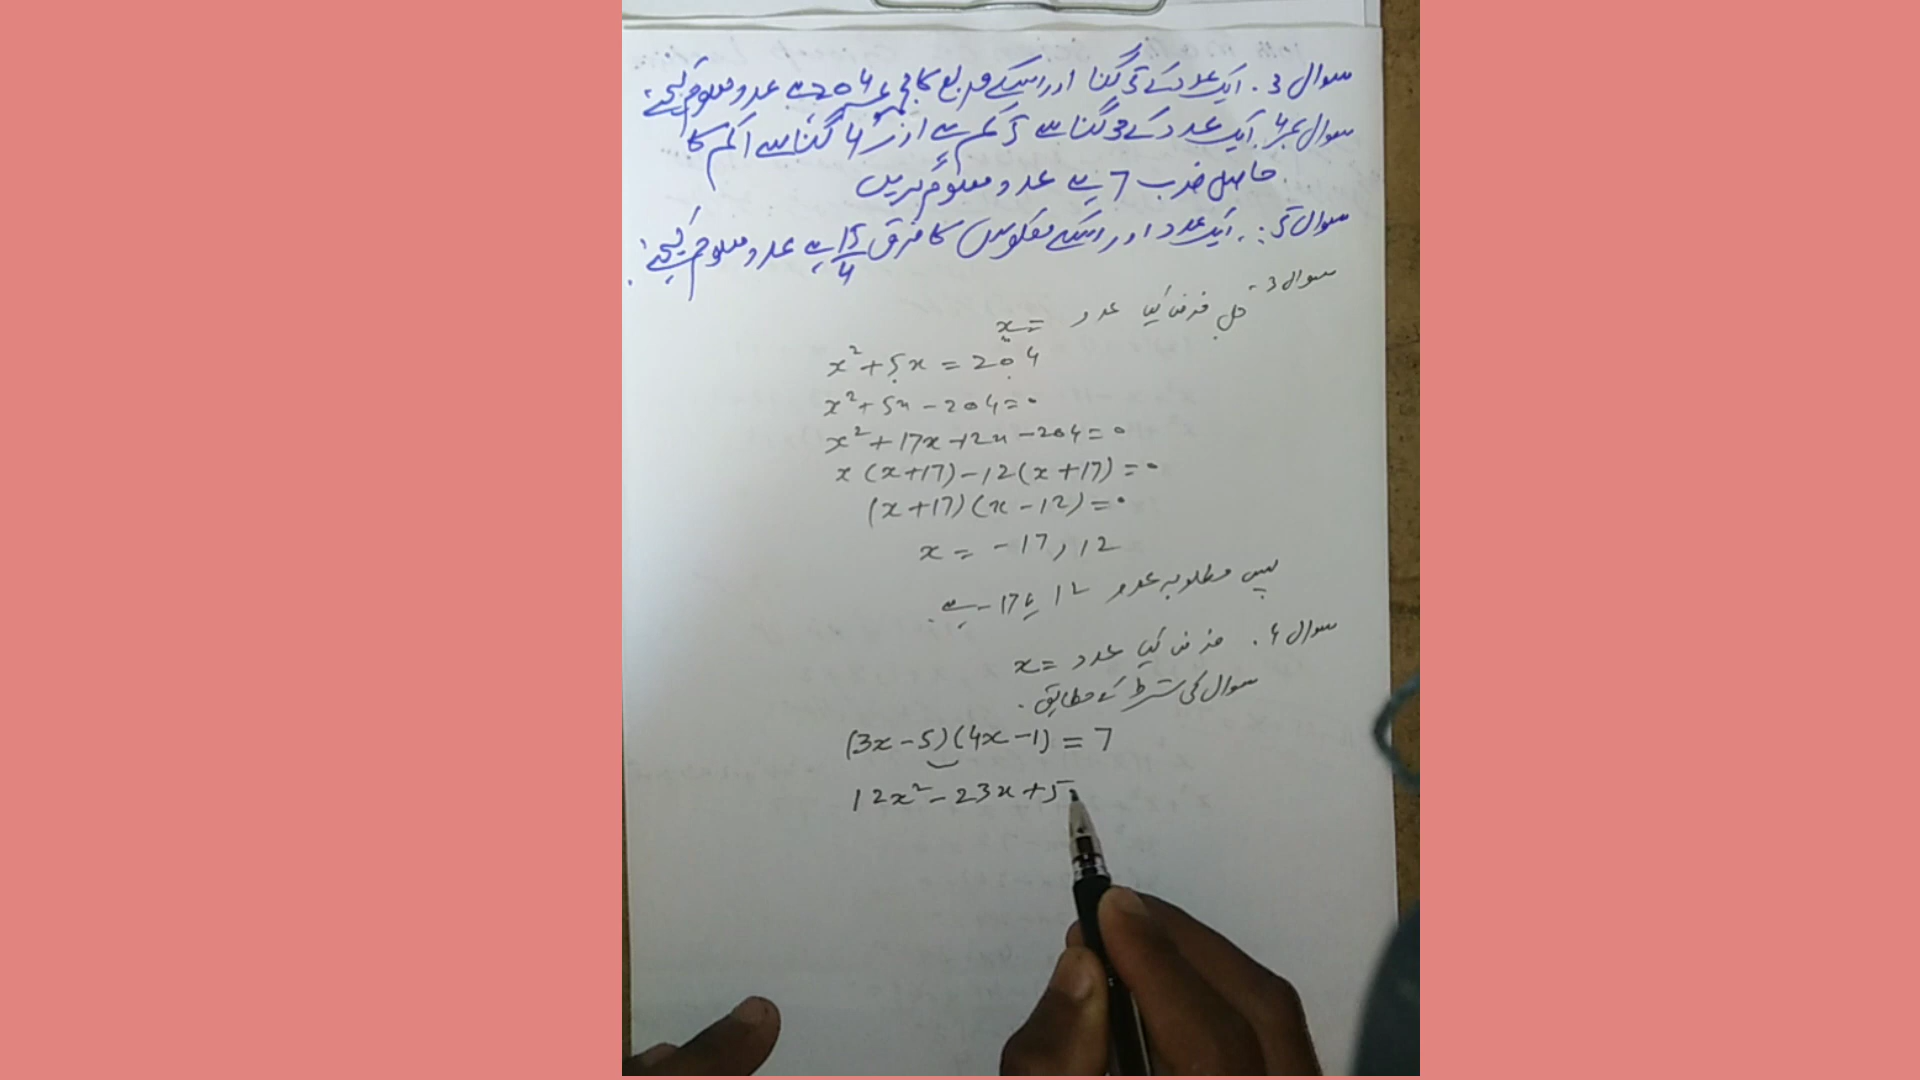 سوال 3. ایک عدد کے 5 گنا اور اسکے مربع کا مجموعہ 204 ہے عدد معلوم کیجئے
سوال نمبر 4. ایک عدد کے 3 گنا سے 5 کم ہے اور 4 گنا سے 1 کم کا
حاصل ضرب 7 ہے عدد معلوم کریں
سوال 5: ایک عدد اور اسکے معکوس کا فرق 15/4 ہے عدد معلوم کیجئے
سوال 3-
حل فرض کیا عدد = x
x² + 5x = 204
x² + 5x - 204 = 0
x² + 17x - 12x - 204 = 0
x (x+17) - 12 (x+17) = 0
(x+17) (x-12) = 0
x = -17, 12
پس مطلوبہ عدد 12 یا 17- ہے
سوال 4. فرض کیا عدد = x
سوال کی شرط کے مطابق.
(3x-5)(4x-1) = 7
12x² - 23x + 5